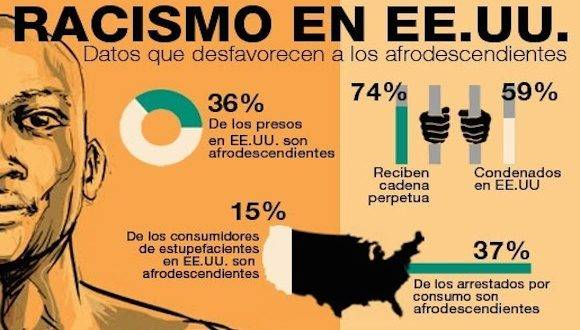 RACISMO EN EE.UU.
Datos que desfavorecen a los afrodescendientes
36%
De los presos
en EE.UU. son
afrodescendientes
74%
Reciben
cadena
perpetua
59%
Condenados
en EE.UU
15%
De los consumidores
de estupefacientes
en EE.UU. son
afrodescendientes
37%
De los arrestados por
consumo son
afrodescendientes